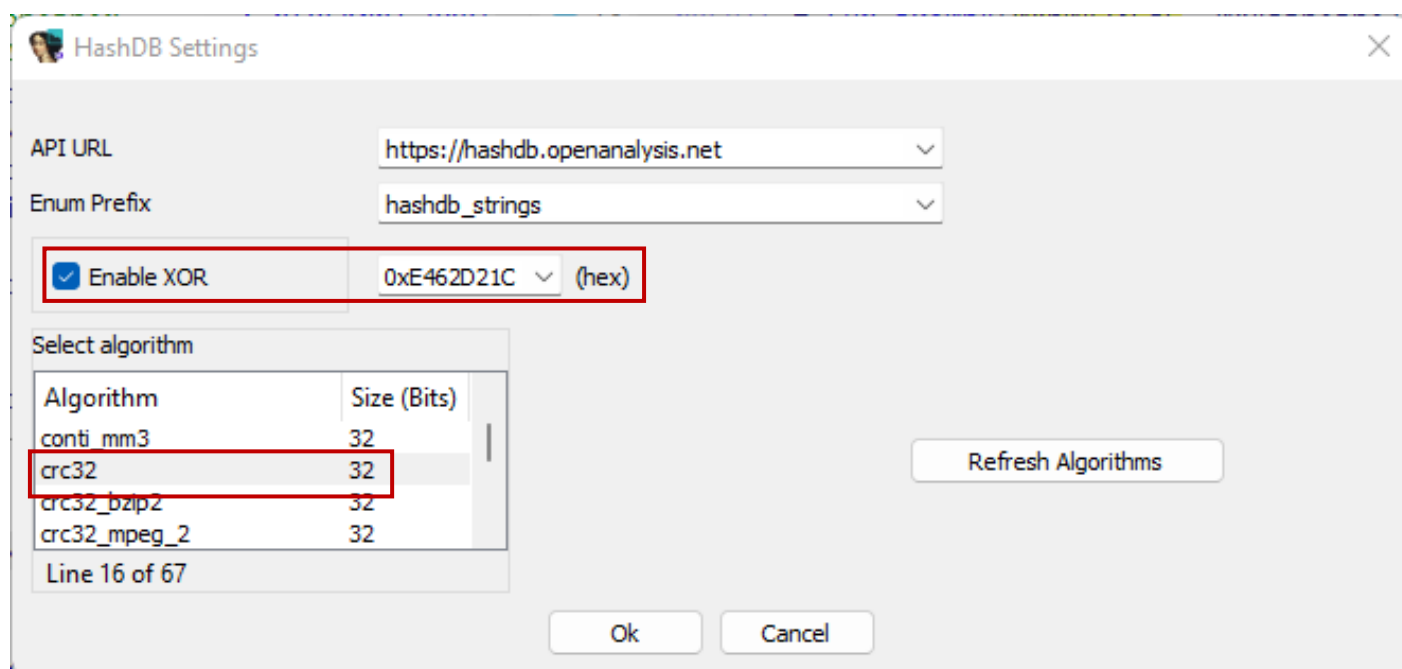 HashDB Settings
API URL https://hashdb.openanalysis.net
Enum Prefix hashdb_strings
Enable XOR 0xE462D21C (hex)
Select algorithm
Algorithm Size (Bits)
conti_mm3 32
crc32 32
Refresh Algorithms
crc32_bzip2 32
crc32_mpeg_2 32
Line 16 of 67
Ok Cancel